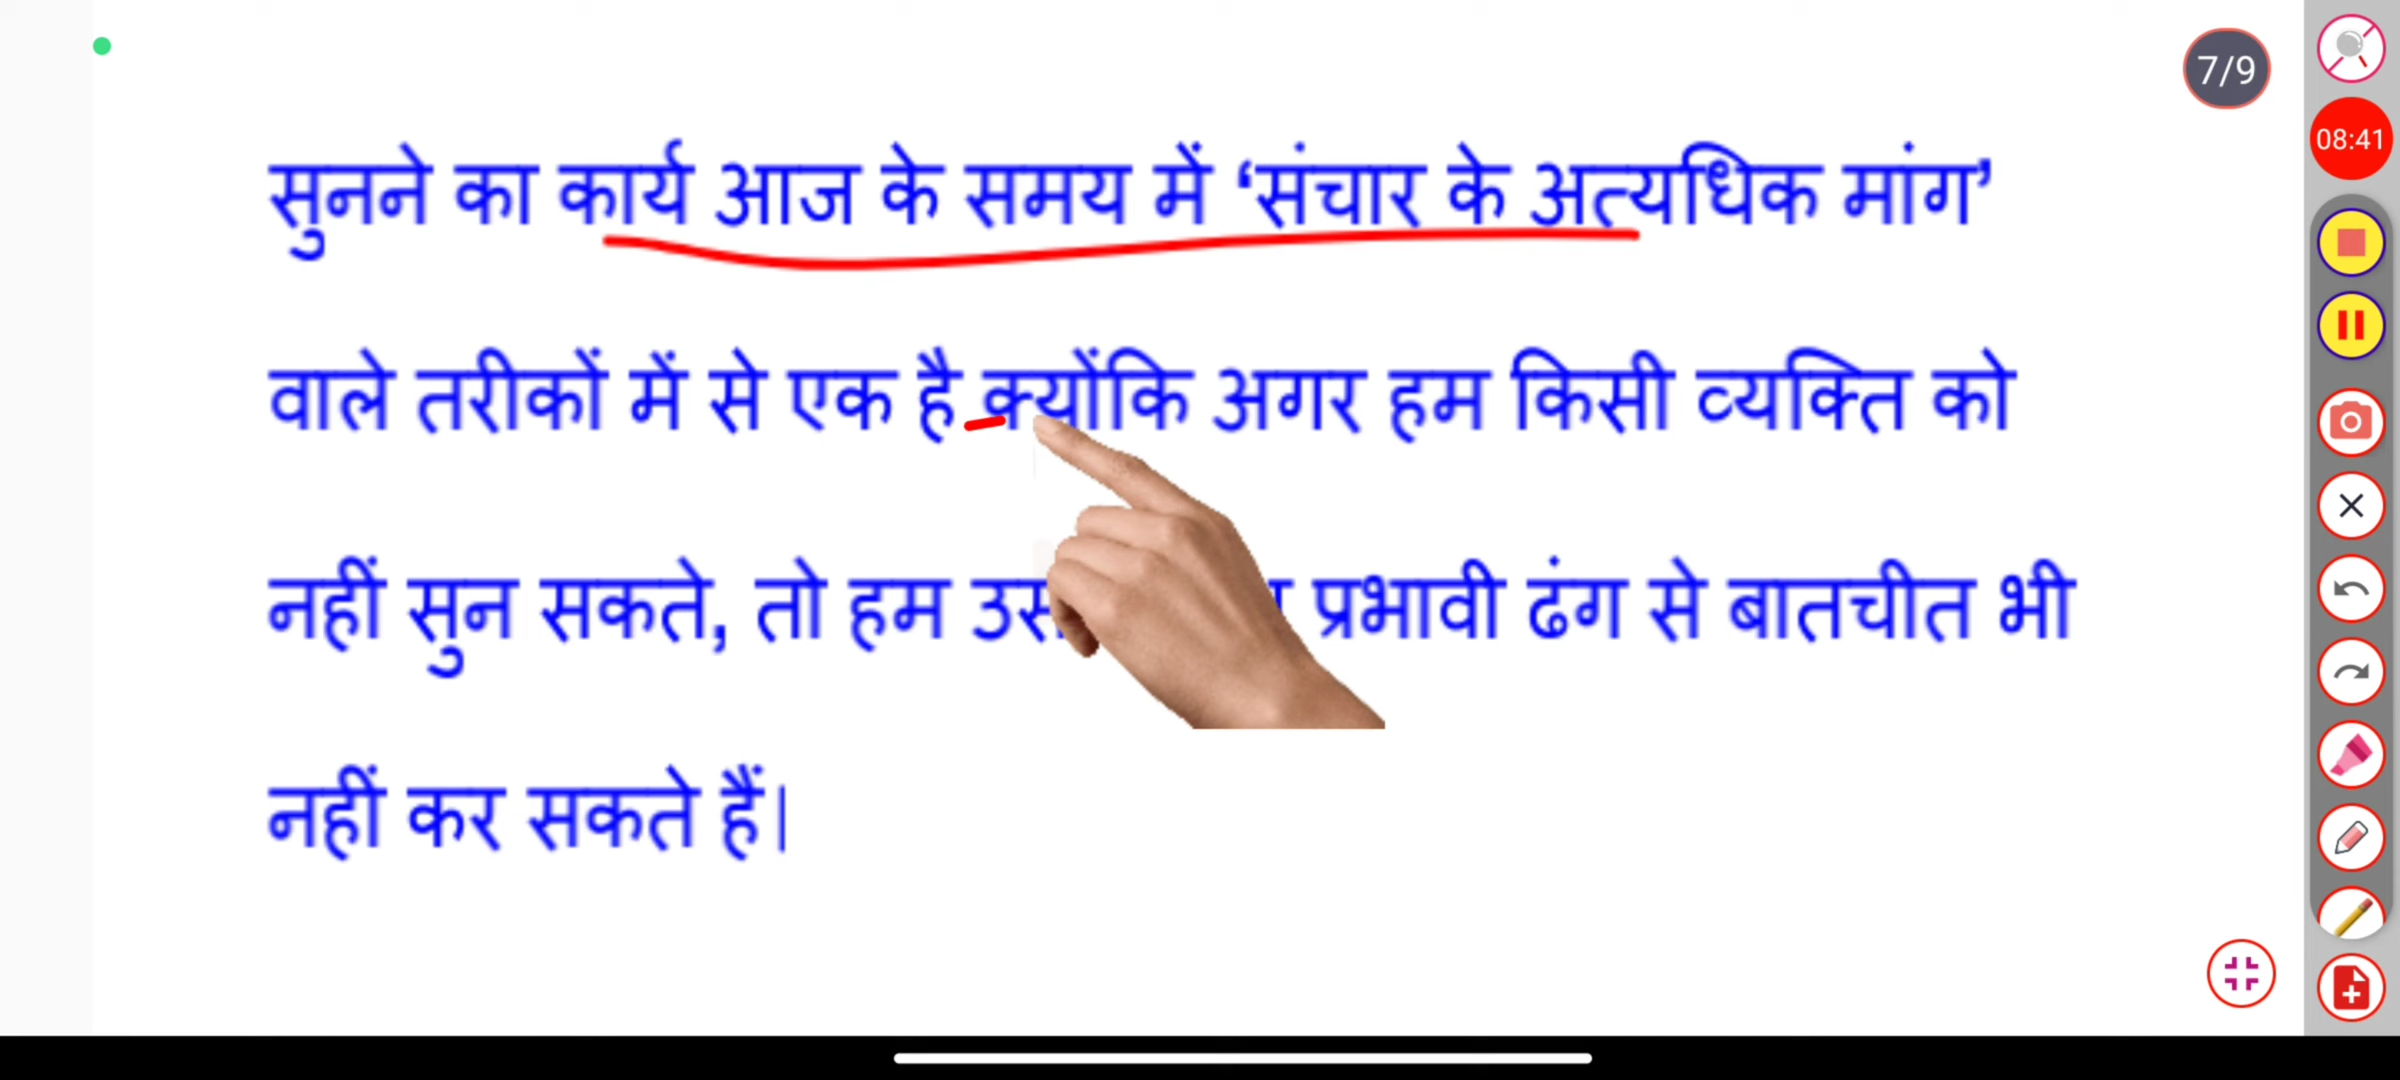 7/9
08:41
सुनने का कार्य आज के समय में ‘संचार के अत्यधिक मांग’
वाले तरीकों में से एक है क्योंकि अगर हम किसी व्यक्ति को
नहीं सुन सकते, तो हम प्रभावी ढंग से बातचीत भी
नहीं कर सकते हैं।